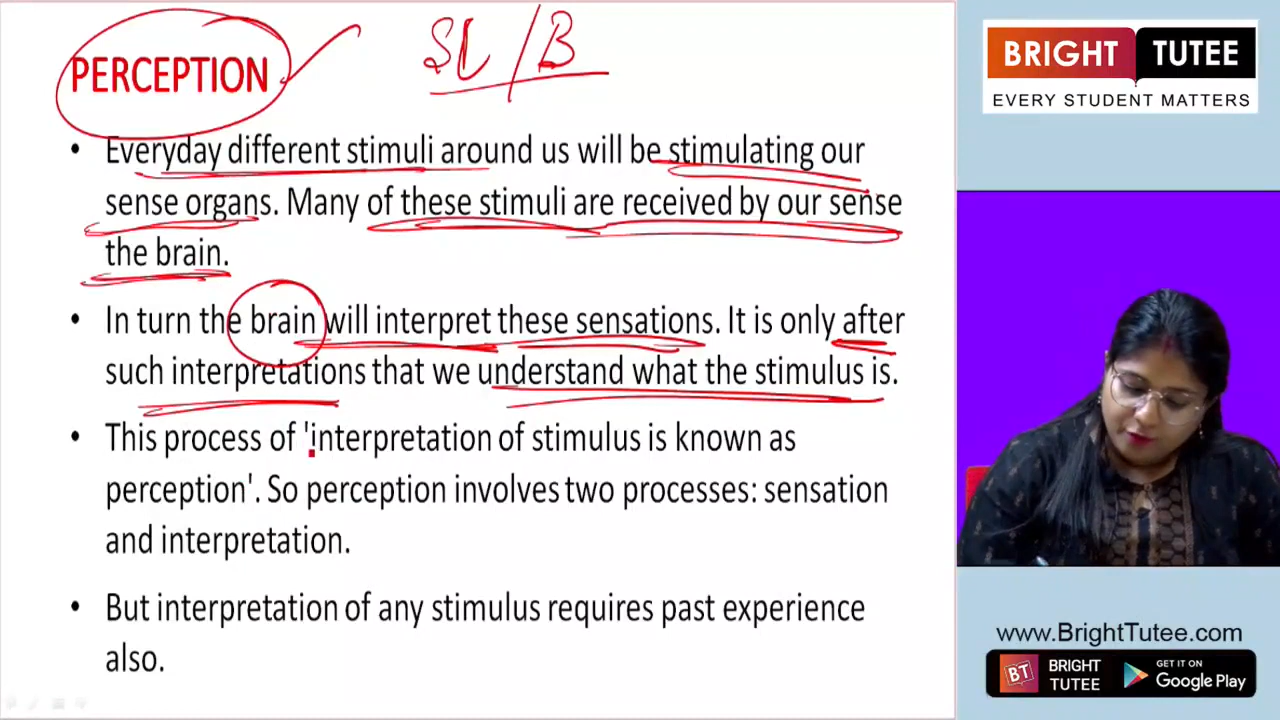 PERCEPTION
• Everyday different stimuli around us will be stimulating our
sense organs. Many of these stimuli are received by our sense
the brain.
• In turn the brain will interpret these sensations. It is only after
such interpretations that we understand what the stimulus is.
• This process of 'interpretation of stimulus is known as
perception'. So perception involves two processes: sensation
and interpretation.
• But interpretation of any stimulus requires past experience
also.
BRIGHT TUTEE
EVERY STUDENT MATTERS
www.BrightTutee.com
BT BRIGHT TUTEE
GET IT ON
Google Play